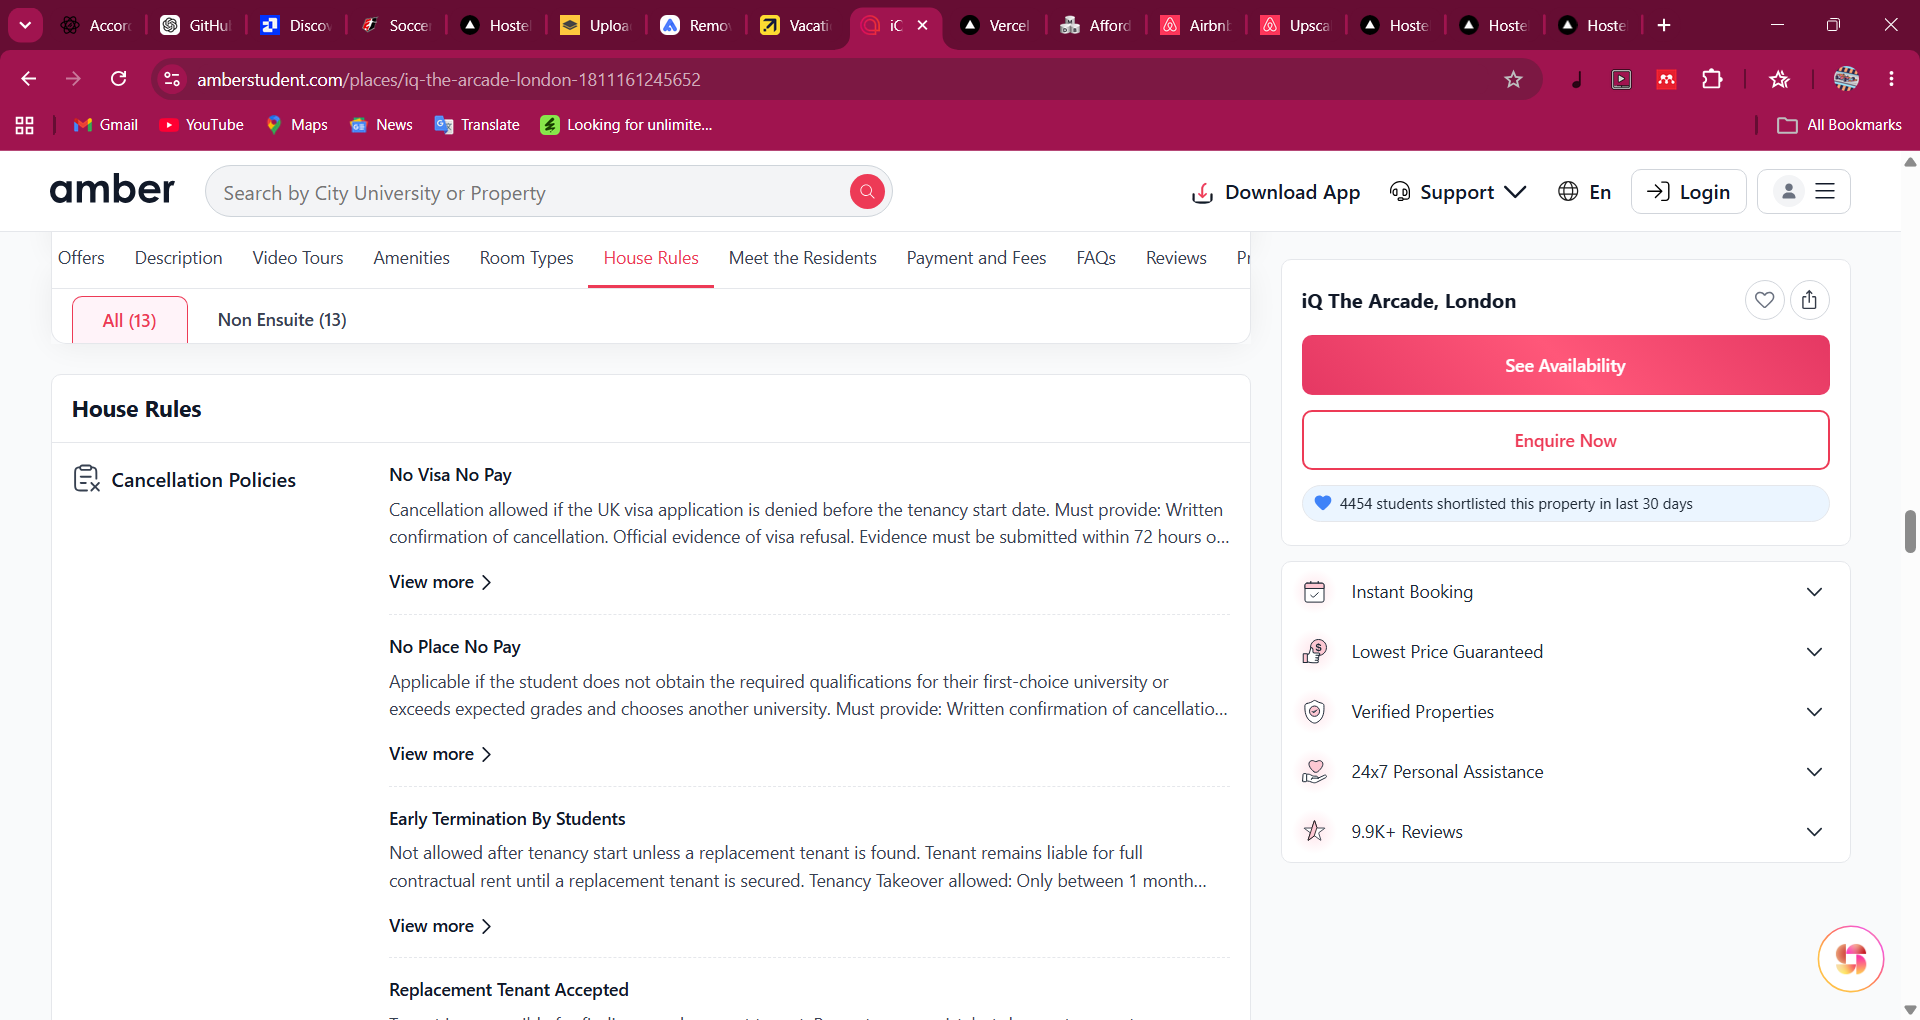 Accor
GitHu
Discov
Soccer
Hostel
Uploa
Remo
Vacati
iC
Vercel
Afford
Airbnb
Upsca
Hostel
Hostel
Hostel
amberstudent.com/places/iq-the-arcade-london-1811161245652
Gmail
YouTube
Maps
News
Translate
Looking for unlimite...
All Bookmarks
amber
Search by City University or Property
Download App
Support
En
Login
Offers
Description
Video Tours
Amenities
Room Types
House Rules
Meet the Residents
Payment and Fees
FAQs
Reviews
All (13)
Non Ensuite (13)
House Rules
Cancellation Policies
No Visa No Pay
Cancellation allowed if the UK visa application is denied before the tenancy start date. Must provide: Written
confirmation of cancellation. Official evidence of visa refusal. Evidence must be submitted within 72 hours o...
View more
No Place No Pay
Applicable if the student does not obtain the required qualifications for their first-choice university or
exceeds expected grades and chooses another university. Must provide: Written confirmation of cancellatio...
View more
Early Termination By Students
Not allowed after tenancy start unless a replacement tenant is found. Tenant remains liable for full
contractual rent until a replacement tenant is secured. Tenancy Takeover allowed: Only between 1 month...
View more
Replacement Tenant Accepted
iQ The Arcade, London
See Availability
Enquire Now
4454 students shortlisted this property in last 30 days
Instant Booking
Lowest Price Guaranteed
Verified Properties
24x7 Personal Assistance
9.9K+ Reviews